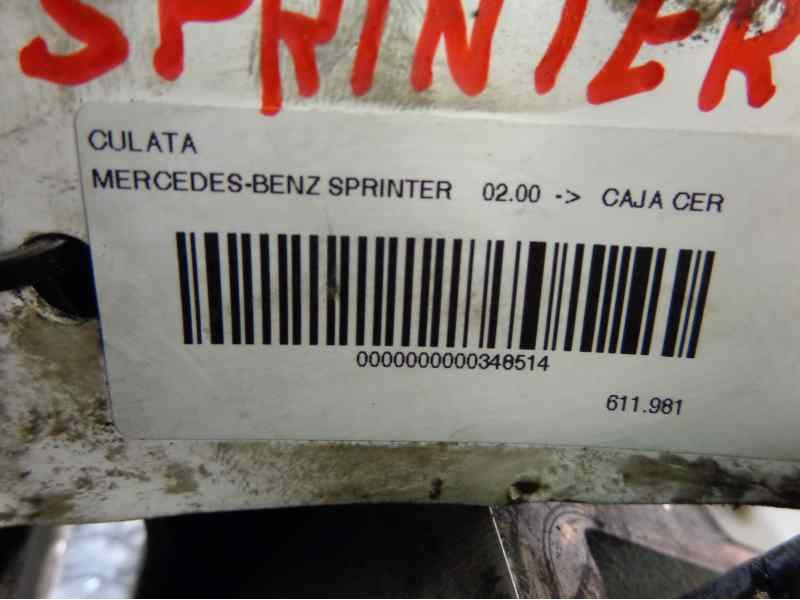 SPRINTER
CULATA
MERCEDES-BENZ SPRINTER 02.00 -> CAJA CER
0000000000348514
611.981